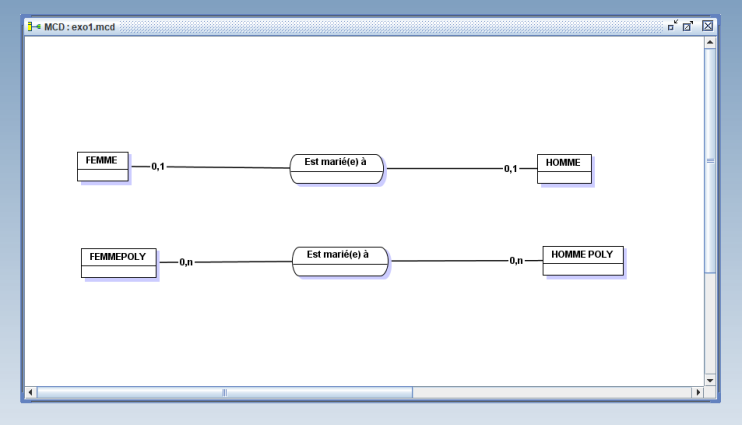 MCD : exo1.mcd
FEMME 0,1 Est marié(e) à 0,1 HOMME
FEMMEPOLY 0,n Est marié(e) à 0,n HOMME POLY